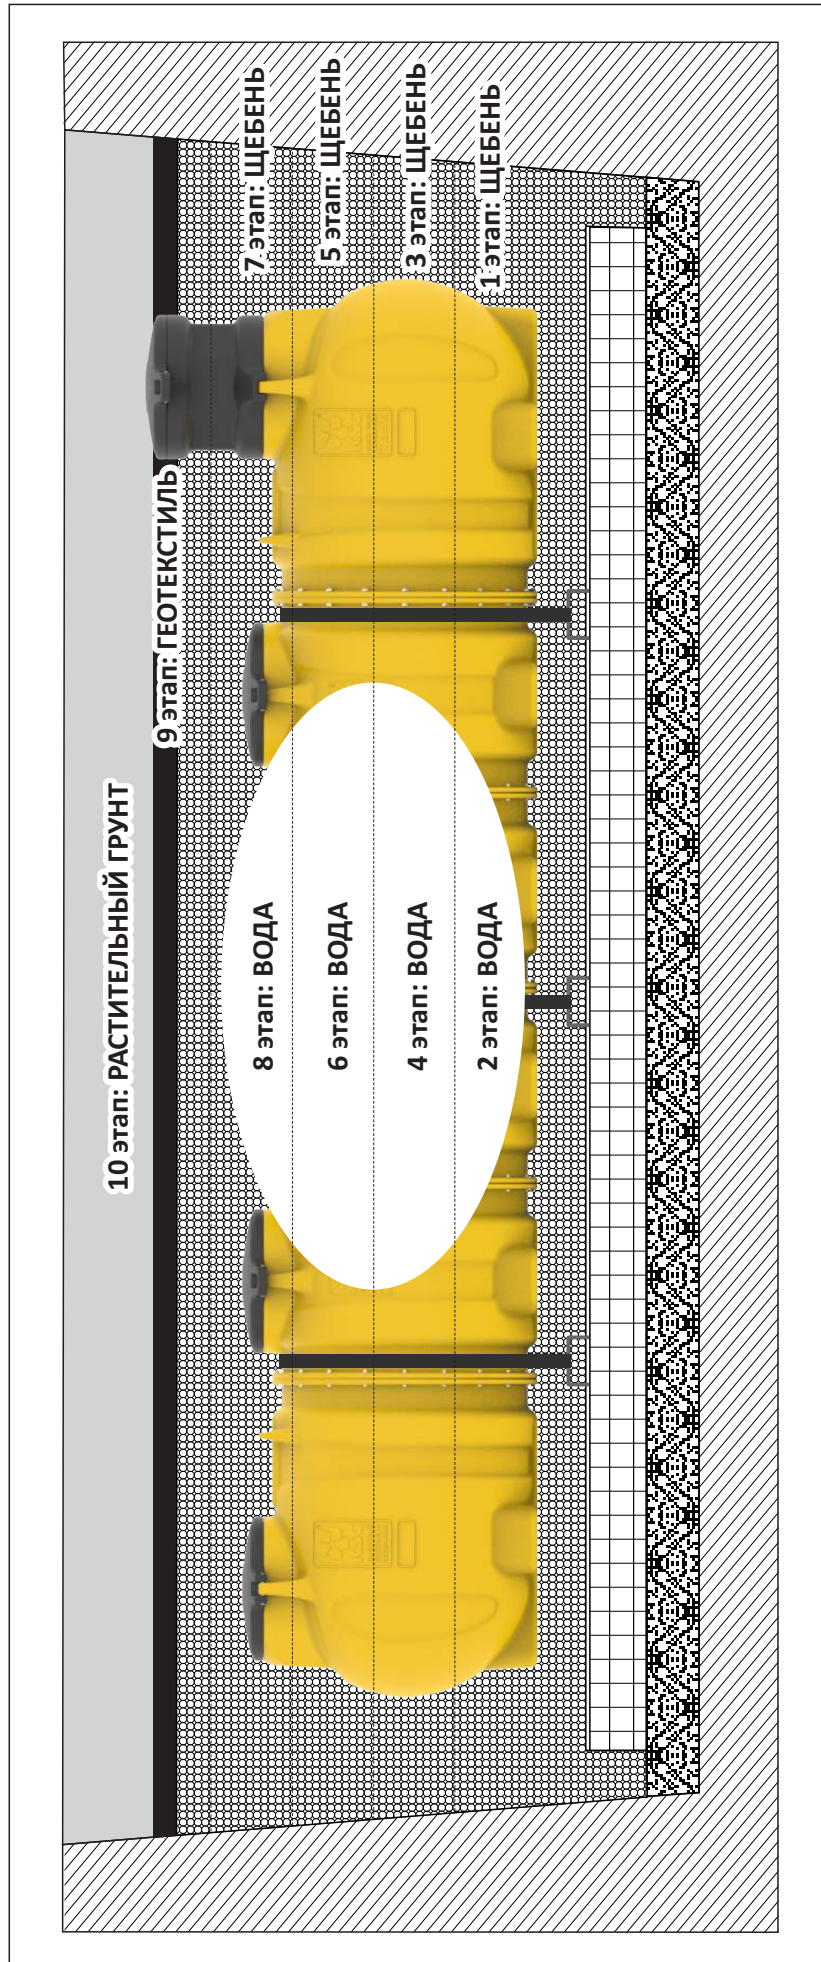 10 этап: РАСТИТЕЛЬНЫЙ ГРУНТ
9 этап: ГЕОТЕКСТИЛЬ
7 этап: ЩЕБЕНЬ
8 этап: ВОДА
5 этап: ЩЕБЕНЬ
6 этап: ВОДА
3 этап: ЩЕБЕНЬ
4 этап: ВОДА
1 этап: ЩЕБЕНЬ
2 этап: ВОДА